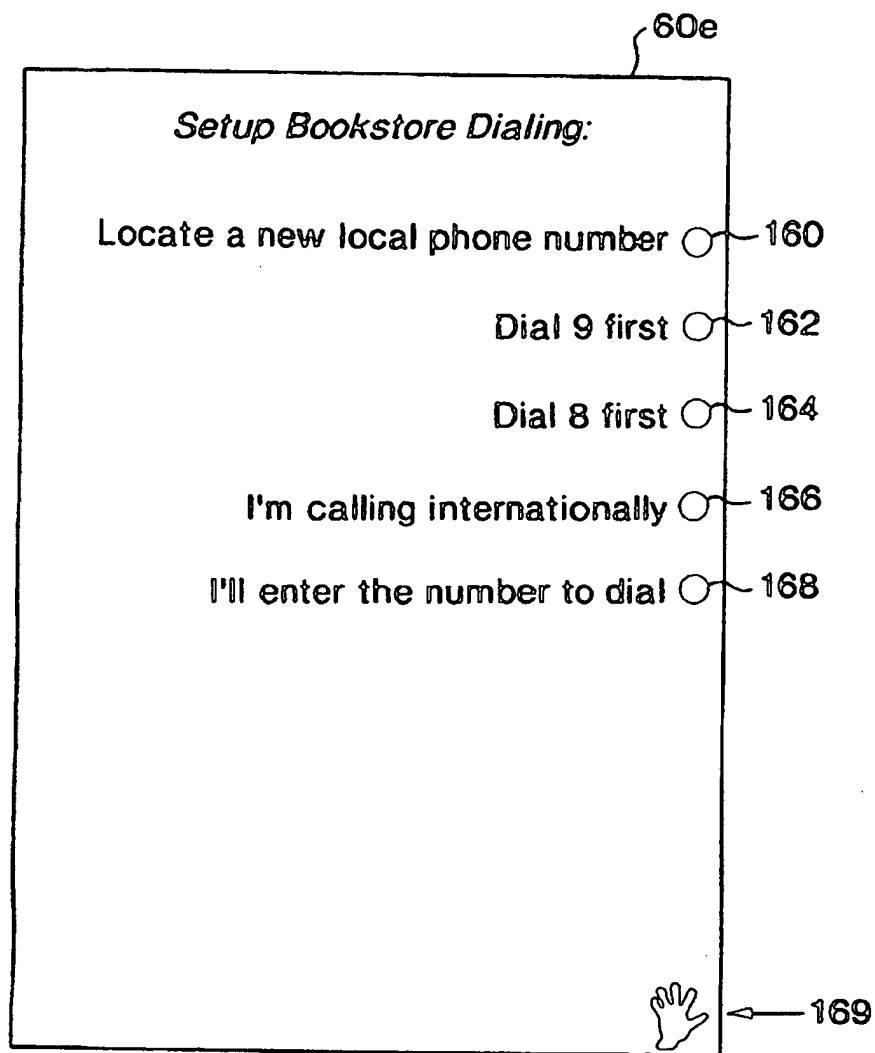 60e
Setup Bookstore Dialing:
Locate a new local phone number 160
Dial 9 first 162
Dial 8 first 164
I'm calling internationally 166
I'll enter the number to dial 168
169